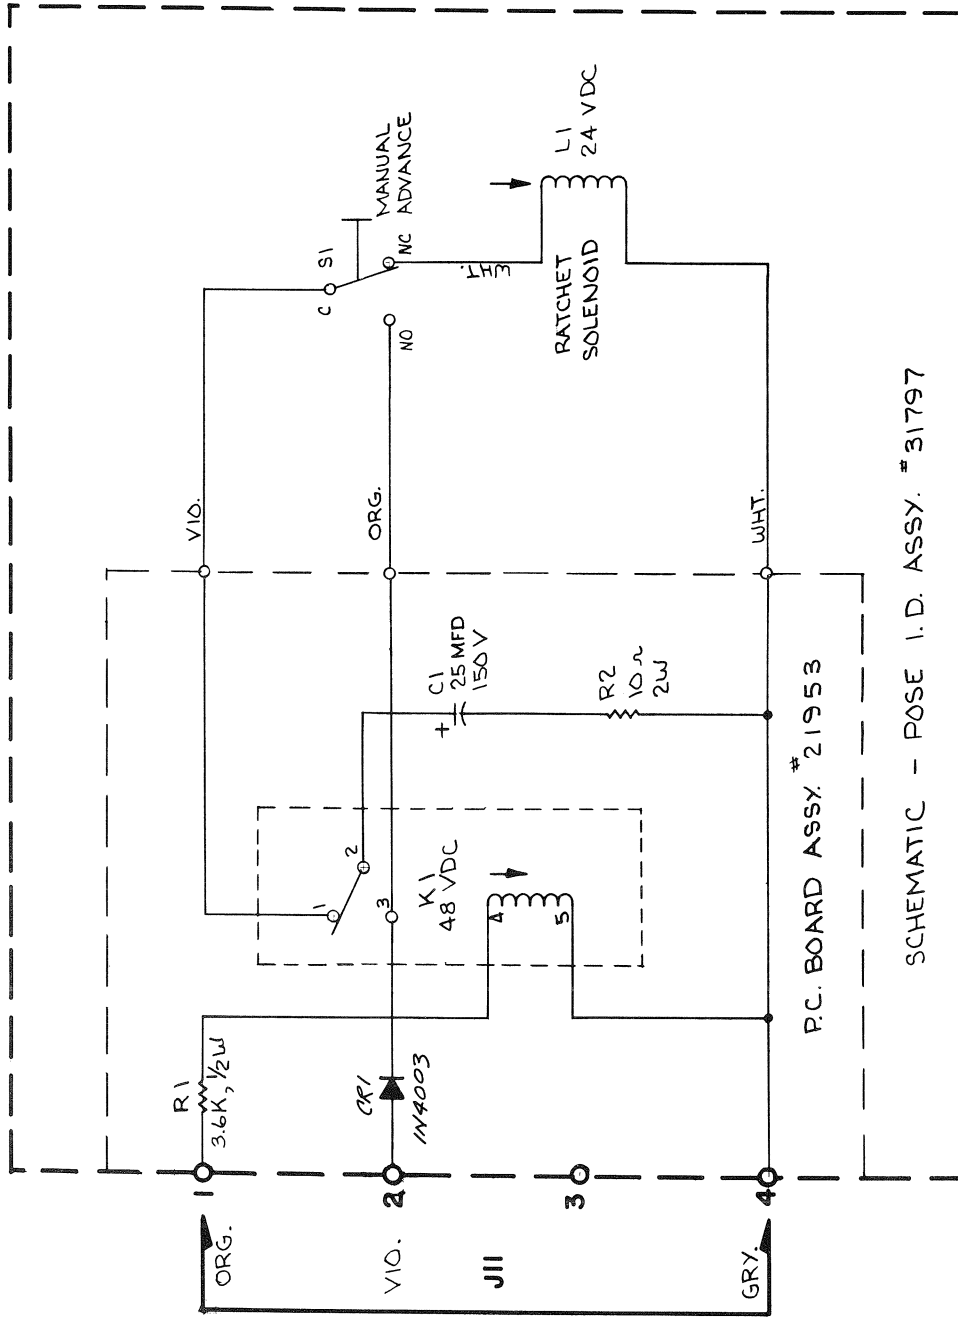 MANUAL
ADVANCE
S1
C
NC
NO
WHT.
L1
24 VDC
RATCHET
SOLENOID
VIO.
ORG.
WHT.
C1
25 MFD
150 V
+
R2
10 Ω
2W
1
2
3
K1
48 VDC
4
5
R1
3.6K, 1/2W
CR1
1N4003
P.C. BOARD ASSY. #21953
1
2
3
4
ORG.
VIO.
J11
GRY.
SCHEMATIC - POSE I.D. ASSY. #31797